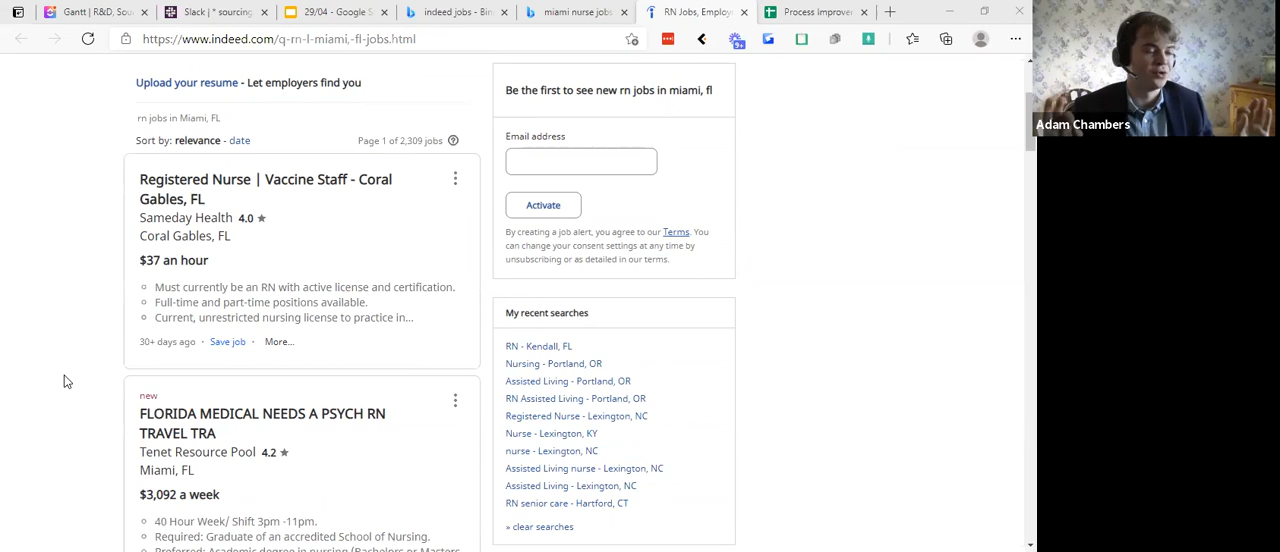 Gantt | R&D, Sou
Slack | * sourcing
29/04 - Google S
indeed jobs - Bin
miami nurse jobs
RN Jobs, Employ
Process Improver
https://www.indeed.com/q-rn-l-miami,-fl-jobs.html
9+
Adam Chambers
Upload your resume - Let employers find you
rn jobs in Miami, FL
Sort by: relevance - date
Page 1 of 2,309 jobs
Registered Nurse | Vaccine Staff - Coral
Gables, FL
Sameday Health 4.0
Coral Gables, FL
$37 an hour
Must currently be an RN with active license and certification.
Full-time and part-time positions available.
Current, unrestricted nursing license to practice in...
30+ days ago • Save job • More...
new
FLORIDA MEDICAL NEEDS A PSYCH RN
TRAVEL TRA
Tenet Resource Pool 4.2
Miami, FL
$3,092 a week
40 Hour Week/ Shift 3pm -11pm.
Required: Graduate of an accredited School of Nursing.
Preferred: Academic degree in nursing (Bachelors or Masters
Be the first to see new rn jobs in miami, fl
Email address
Activate
By creating a job alert, you agree to our Terms. You
can change your consent settings at any time by
unsubscribing or as detailed in our terms.
My recent searches
RN - Kendall, FL
Nursing - Portland, OR
Assisted Living - Portland, OR
RN Assisted Living - Portland, OR
Registered Nurse - Lexington, NC
Nurse - Lexington, KY
nurse - Lexington, NC
Assisted Living nurse - Lexington, NC
Assisted Living - Lexington, NC
RN senior care - Hartford, CT
» clear searches